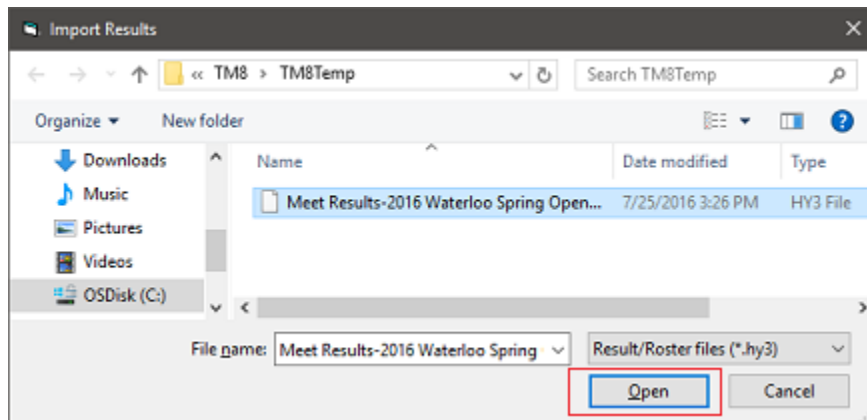 Import Results
« TM8 > TM8Temp
Search TM8Temp
Organize
New folder
?
Name
Date modified
Type
Downloads
Music
Pictures
Videos
OSDisk (C:)
Meet Results-2016 Waterloo Spring Open... 7/25/2016 3:26 PM HY3 File
File name: Meet Results-2016 Waterloo Spring
Result/Roster files (*.hy3)
Open
Cancel